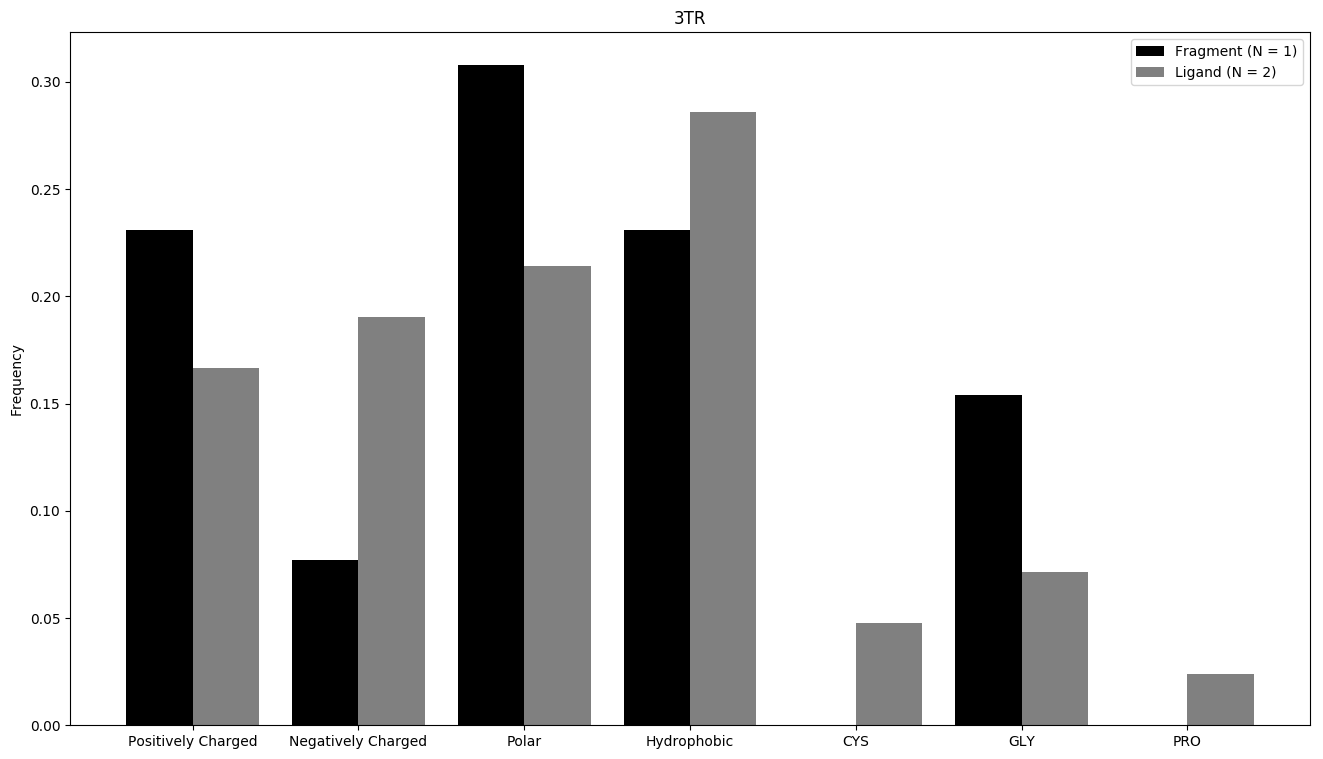 3TR
Fragment (N = 1)
Ligand (N = 2)
Frequency
0.30
0.25
0.20
0.15
0.10
0.05
0.00
Positively Charged Negatively Charged Polar Hydrophobic CYS GLY PRO